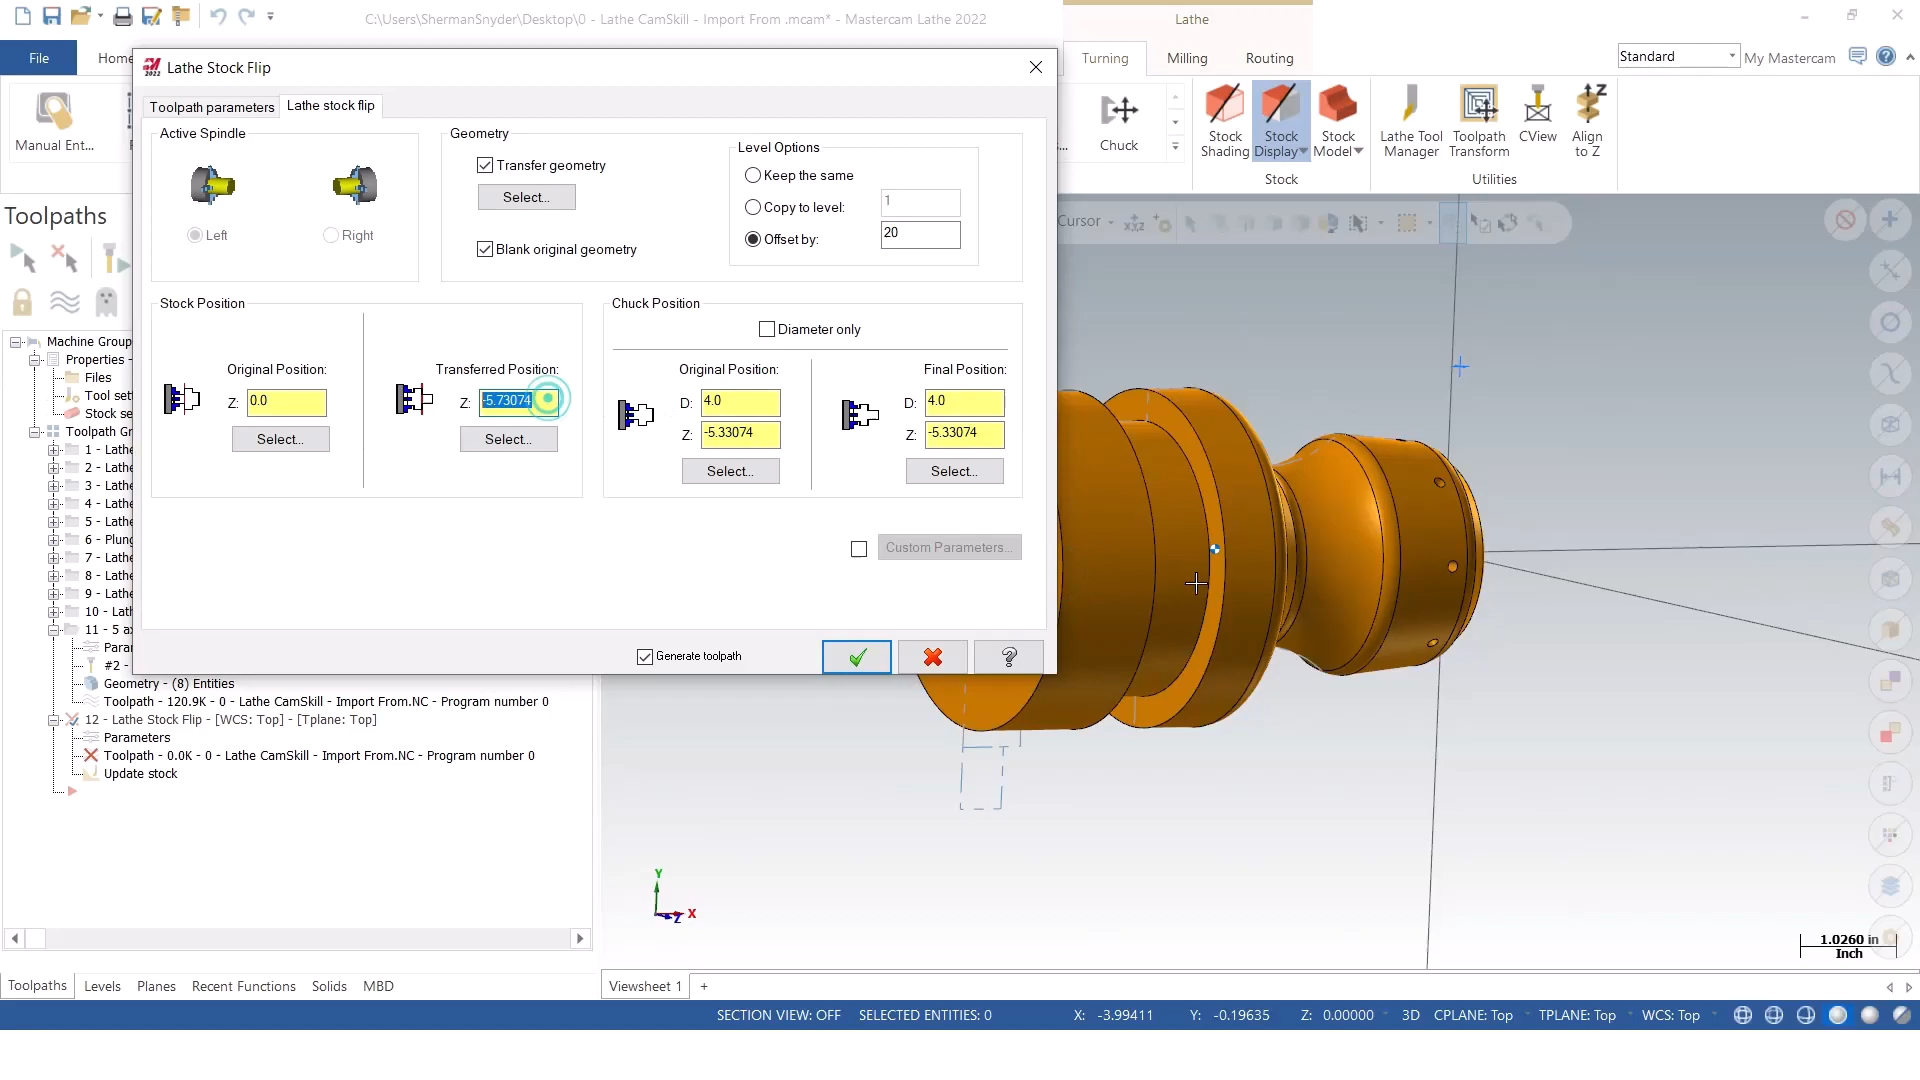 C:\Users\ShermanSnyder\Desktop\0 - Lathe CamSkill - Import From .mcam* - Mastercam Lathe 2022
Lathe
File
Home
Turning
Milling
Routing
Standard
My Mastercam
Manual Ent...
Chuck
Stock Shading
Stock Display
Stock Model
Lathe Tool Manager
Toolpath Transform
CView
Align to Z
Stock
Utilities
Lathe Stock Flip
Toolpath parameters
Lathe stock flip
Active Spindle
Left
Right
Geometry
Transfer geometry
Select...
Blank original geometry
Level Options
Keep the same
Copy to level:
1
Offset by:
20
Stock Position
Original Position:
Z:
0.0
Select...
Transferred Position:
Z:
-5.73074
Select...
Chuck Position
Diameter only
Original Position:
D:
4.0
Z:
-5.33074
Select...
Final Position:
D:
4.0
Z:
-5.33074
Select...
Custom Parameters...
Generate toolpath
Cursor
Toolpaths
Machine Group
Properties -
Files
Tool set
Stock se
Toolpath Gr
1 - Lathe
2 - Lathe
3 - Lathe
4 - Lathe
5 - Lathe
6 - Plung
7 - Lathe
8 - Lathe
9 - Lathe
10 - Lath
11 - 5 a
Parar
#2 -
Geometry - (8) Entities
Toolpath - 120.9K - 0 - Lathe CamSkill - Import From.NC - Program number 0
12 - Lathe Stock Flip - [WCS: Top] - [Tplane: Top]
Parameters
Toolpath - 0.0K - 0 - Lathe CamSkill - Import From.NC - Program number 0
Update stock
Y
X
Z
1.0260 in
Inch
Toolpaths
Levels
Planes
Recent Functions
Solids
MBD
Viewsheet 1
+
SECTION VIEW: OFF
SELECTED ENTITIES: 0
X: -3.99411
Y: -0.19635
Z: 0.00000
3D
CPLANE: Top
TPLANE: Top
WCS: Top